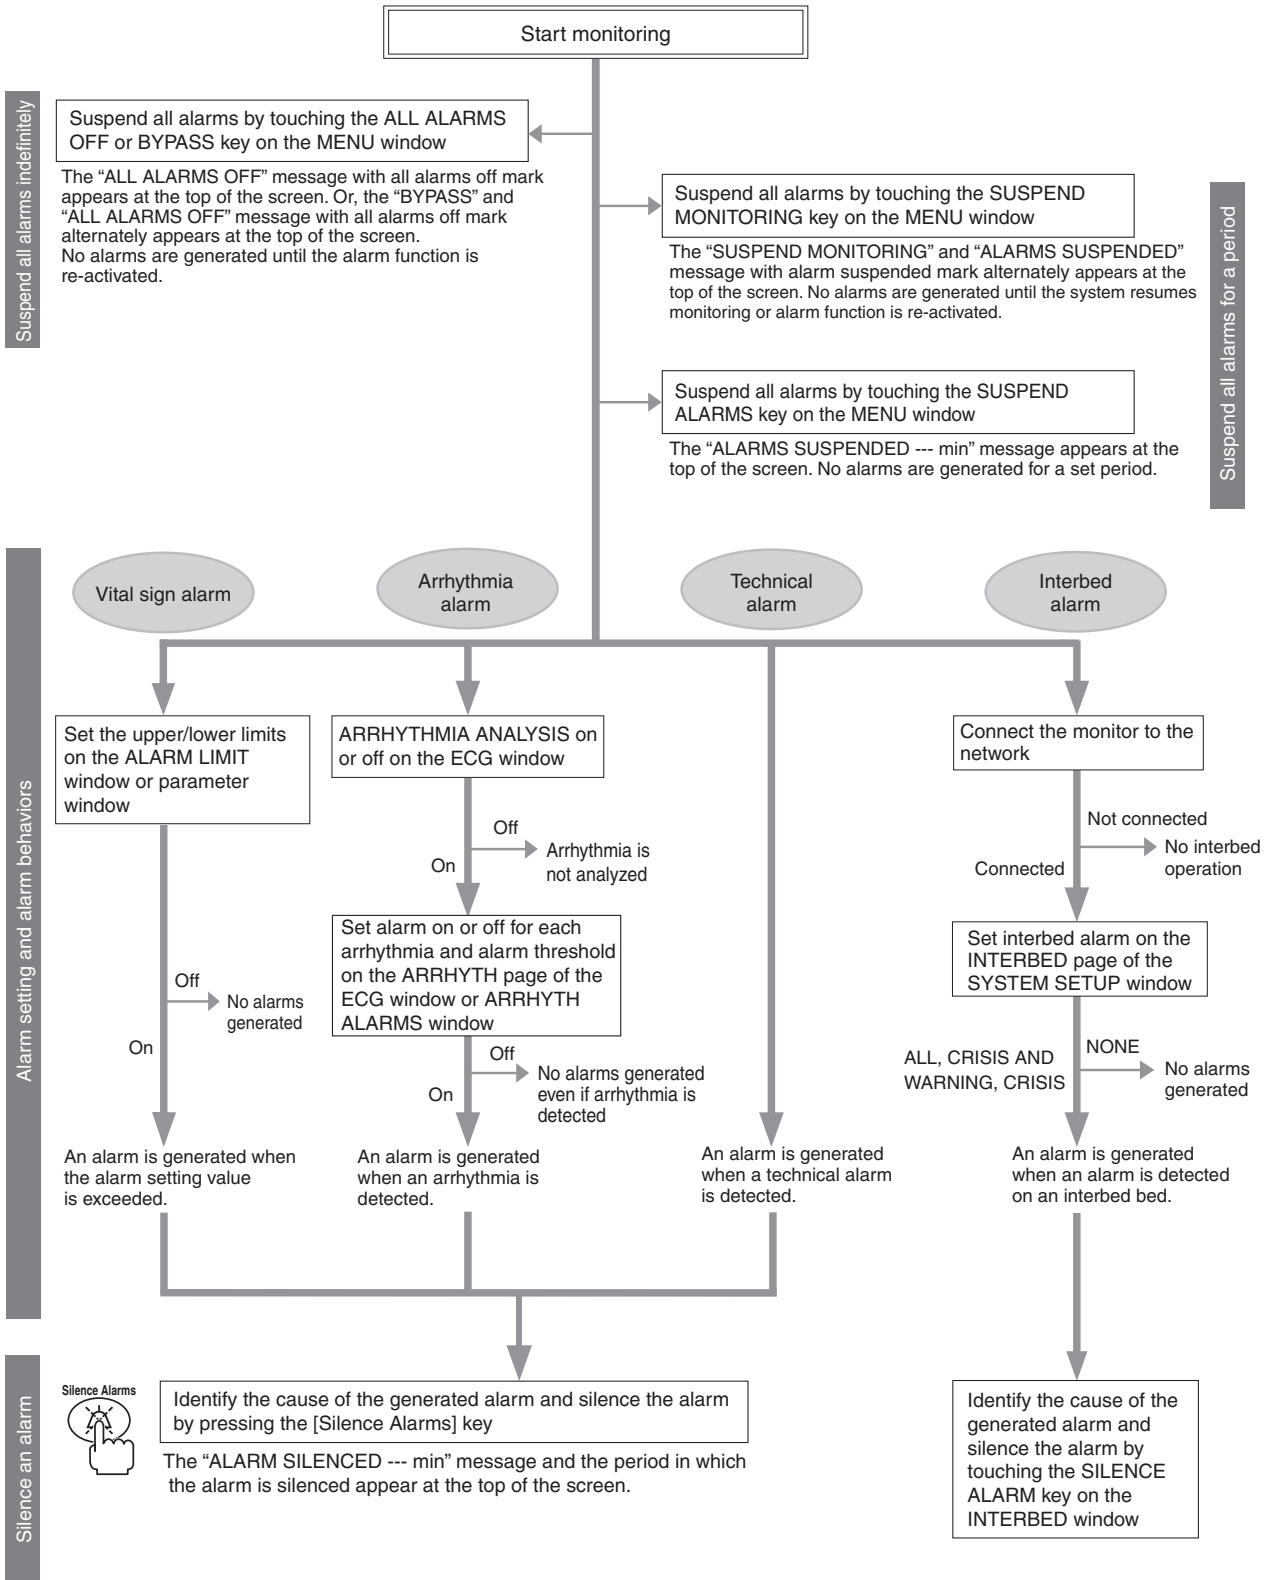 Start monitoring
Suspend all alarms indefinitely
Suspend all alarms by touching the ALL ALARMS
OFF or BYPASS key on the MENU window
The “ALL ALARMS OFF” message with all alarms off mark
appears at the top of the screen. Or, the “BYPASS” and
“ALL ALARMS OFF” message with all alarms off mark
alternately appears at the top of the screen.
No alarms are generated until the alarm function is
re-activated.
Suspend all alarms for a period
Suspend all alarms by touching the SUSPEND
MONITORING key on the MENU window
The “SUSPEND MONITORING” and “ALARMS SUSPENDED”
message with alarm suspended mark alternately appears at the
top of the screen. No alarms are generated until the system resumes
monitoring or alarm function is re-activated.
Suspend all alarms by touching the SUSPEND
ALARMS key on the MENU window
The “ALARMS SUSPENDED --- min” message appears at the
top of the screen. No alarms are generated for a set period.
Alarm setting and alarm behaviors
Vital sign alarm
Set the upper/lower limits
on the ALARM LIMIT
window or parameter
window
Off
No alarms
generated
On
An alarm is generated when
the alarm setting value
is exceeded.
Arrhythmia
alarm
ARRHYTHMIA ANALYSIS on
or off on the ECG window
Off
Arrhythmia is
not analyzed
On
Set alarm on or off for each
arrhythmia and alarm threshold
on the ARRHYTH page of the
ECG window or ARRHYTH
ALARMS window
Off
No alarms generated
even if arrhythmia is
detected
On
An alarm is generated
when an arrhythmia is
detected.
Technical
alarm
An alarm is generated
when a technical alarm
is detected.
Interbed
alarm
Connect the monitor to the
network
Not connected
No interbed
operation
Connected
Set interbed alarm on the
INTERBED page of the
SYSTEM SETUP window
NONE
No alarms
generated
ALL, CRISIS AND
WARNING, CRISIS
An alarm is generated
when an alarm is detected
on an interbed bed.
Silence an alarm
Silence Alarms
Identify the cause of the generated alarm and silence the alarm
by pressing the [Silence Alarms] key
The “ALARM SILENCED --- min” message and the period in which
the alarm is silenced appear at the top of the screen.
Identify the cause of the
generated alarm and
silence the alarm by
touching the SILENCE
ALARM key on the
INTERBED window